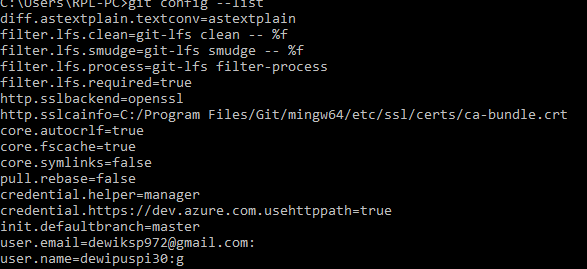 C:\Users\RPL-PC>git config --list
diff.astextplain.textconv=astextplain
filter.lfs.clean=git-lfs clean -- %f
filter.lfs.smudge=git-lfs smudge -- %f
filter.lfs.process=git-lfs filter-process
filter.lfs.required=true
http.sslbackend=openssl
http.sslcainfo=C:/Program Files/Git/mingw64/etc/ssl/certs/ca-bundle.crt
core.autocrlf=true
core.fscache=true
core.symlinks=false
pull.rebase=false
credential.helper=manager
credential.https://dev.azure.com.usehttppath=true
init.defaultbranch=master
user.email=dewiksp972@gmail.com:
user.name=dewipuspi30:g